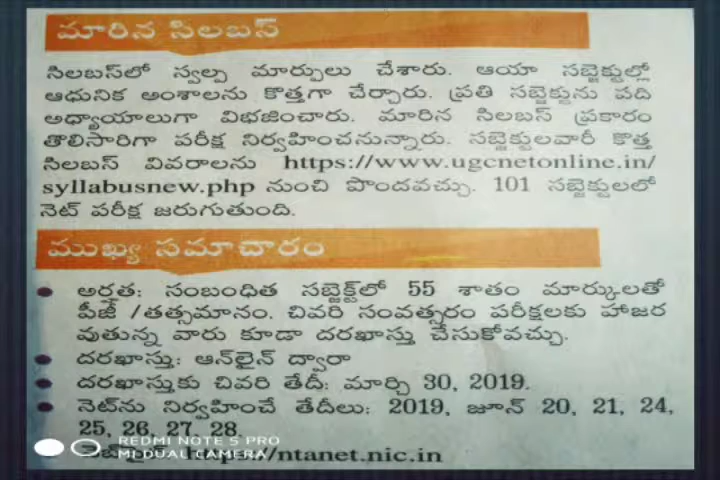 మారిన సిలబస్
సిలబస్‌లో స్వల్ప మార్పులు చేశారు. ఆయా సబ్జెక్టుల్లో
ఆధునిక అంశాలను కొత్తగా చేర్చారు. ప్రతి సబ్జెక్టును పది
అధ్యాయాలుగా విభజించారు. మారిన సిలబస్ ప్రకారం
తొలిసారిగా పరీక్ష నిర్వహించనున్నారు. సబ్జెక్టులవారీ కొత్త
సిలబస్ వివరాలను https://www.ugcnetonline.in/
syllabusnew.php నుంచి పొందవచ్చు. 101 సబ్జెక్టులలో
నెట్ పరీక్ష జరుగుతుంది.
ముఖ్య సమాచారం
• అర్హత: సంబంధిత సబ్జెక్ట్‌లో 55 శాతం మార్కులతో
పీజీ /తత్సమానం. చివరి సంవత్సరం పరీక్షలకు హాజర
వుతున్న వారు కూడా దరఖాస్తు చేసుకోవచ్చు.
• దరఖాస్తు: ఆన్‌లైన్ ద్వారా
• దరఖాస్తుకు చివరి తేదీ: మార్చి 30, 2019.
• నెట్‌ను నిర్వహించే తేదీలు: 2019, జూన్ 20, 21, 24,
25, 26, 27, 28.
https://ntanet.nic.in
REDMI NOTE 5 PRO
MI DUAL CAMERA